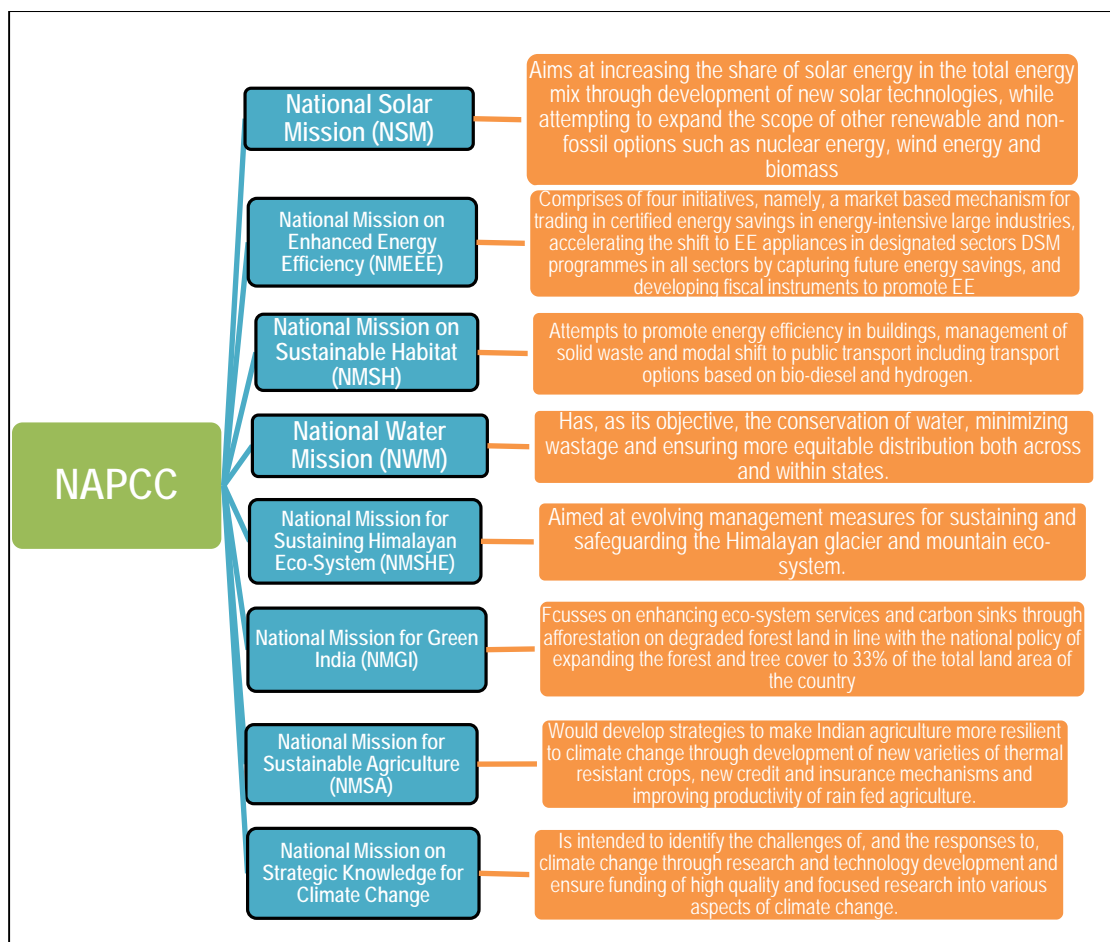 NAPCC
National Solar
Mission (NSM)
Aims at increasing the share of solar energy in the total energy
mix through development of new solar technologies, while
attempting to expand the scope of other renewable and non-
fossil options such as nuclear energy, wind energy and
biomass
National Mission on
Enhanced Energy
Efficiency (NMEEE)
Comprises of four initiatives, namely, a market based mechanism for
trading in certified energy savings in energy-intensive large industries,
accelerating the shift to EE appliances in designated sectors DSM
programmes in all sectors by capturing future energy savings, and
developing fiscal instruments to promote EE
National Mission on
Sustainable Habitat
(NMSH)
Attempts to promote energy efficiency in buildings, management of
solid waste and modal shift to public transport including transport
options based on bio-diesel and hydrogen.
National Water
Mission (NWM)
Has, as its objective, the conservation of water, minimizing
wastage and ensuring more equitable distribution both across
and within states.
National Mission for
Sustaining Himalayan
Eco-System (NMSHE)
Aimed at evolving management measures for sustaining and
safeguarding the Himalayan glacier and mountain eco-
system.
National Mission for Green
India (NMGI)
Fcusses on enhancing eco-system services and carbon sinks through
afforestation on degraded forest land in line with the national policy of
expanding the forest and tree cover to 33% of the total land area of
the country
National Mission for
Sustainable Agriculture
(NMSA)
Would develop strategies to make Indian agriculture more resilient
to climate change through development of new varieties of thermal
resistant crops, new credit and insurance mechanisms and
improving productivity of rain fed agriculture.
National Mission on
Strategic Knowledge for
Climate Change
Is intended to identify the challenges of, and the responses to,
climate change through research and technology development and
ensure funding of high quality and focused research into various
aspects of climate change.